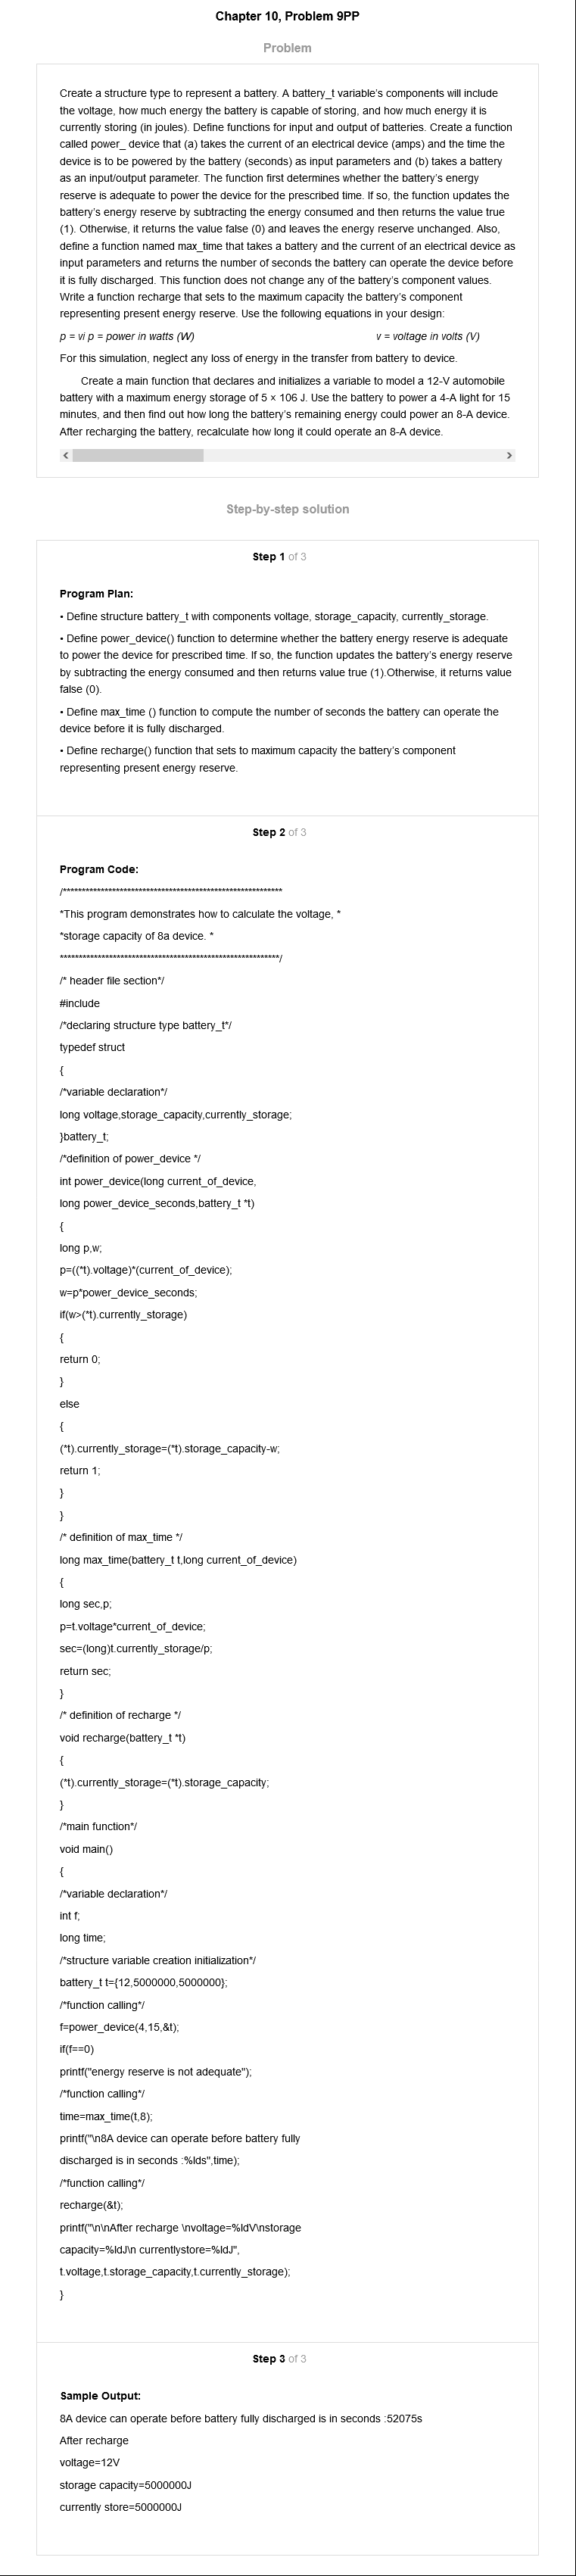 Chapter 10, Problem 9PP
Problem
Create a structure type to represent a battery. A battery_t variable's components will include
the voltage, how much energy the battery is capable of storing, and how much energy it is
currently storing (in joules). Define functions for input and output of batteries. Create a function
called power_ device that (a) takes the current of an electrical device (amps) and the time the
device is to be powered by the battery (seconds) as input parameters and (b) takes a battery
as an input/output parameter. The function first determines whether the battery's energy
reserve is adequate to power the device for the prescribed time. If so, the function updates the
battery's energy reserve by subtracting the energy consumed and then returns the value true
(1). Otherwise, it returns the value false (0) and leaves the energy reserve unchanged. Also,
define a function named max_time that takes a battery and the current of an electrical device as
input parameters and returns the number of seconds the battery can operate the device before
it is fully discharged. This function does not change any of the battery's component values.
Write a function recharge that sets to the maximum capacity the battery's component
representing present energy reserve. Use the following equations in your design:
p = vi p = power in watts (W) v = voltage in volts (V)
For this simulation, neglect any loss of energy in the transfer from battery to device.
Create a main function that declares and initializes a variable to model a 12-V automobile
battery with a maximum energy storage of 5 × 106 J. Use the battery to power a 4-A light for 15
minutes, and then find out how long the battery's remaining energy could power an 8-A device.
After recharging the battery, recalculate how long it could operate an 8-A device.
Step-by-step solution
Step 1 of 3
Program Plan:
• Define structure battery_t with components voltage, storage_capacity, currently_storage.
• Define power_device() function to determine whether the battery energy reserve is adequate
to power the device for prescribed time. If so, the function updates the battery's energy reserve
by subtracting the energy consumed and then returns value true (1).Otherwise, it returns value
false (0).
• Define max_time () function to compute the number of seconds the battery can operate the
device before it is fully discharged.
• Define recharge() function that sets to maximum capacity the battery's component
representing present energy reserve.
Step 2 of 3
Program Code:
/**********************************************************
*This program demonstrates how to calculate the voltage, *
*storage capacity of 8a device. *
**********************************************************/
/* header file section*/
#include
/*declaring structure type battery_t*/
typedef struct
{
/*variable declaration*/
long voltage,storage_capacity,currently_storage;
}battery_t;
/*definition of power_device */
int power_device(long current_of_device,
long power_device_seconds,battery_t *t)
{
long p,w;
p=((*t).voltage)*(current_of_device);
w=p*power_device_seconds;
if(w>(*t).currently_storage)
{
return 0;
}
else
{
(*t).currently_storage=(*t).storage_capacity-w;
return 1;
}
}
/* definition of max_time */
long max_time(battery_t t,long current_of_device)
{
long sec,p;
p=t.voltage*current_of_device;
sec=(long)t.currently_storage/p;
return sec;
}
/* definition of recharge */
void recharge(battery_t *t)
{
(*t).currently_storage=(*t).storage_capacity;
}
/*main function*/
void main()
{
/*variable declaration*/
int f;
long time;
/*structure variable creation initialization*/
battery_t t={12,5000000,5000000};
/*function calling*/
f=power_device(4,15,&t);
if(f==0)
printf("energy reserve is not adequate");
/*function calling*/
time=max_time(t,8);
printf("\n8A device can operate before battery fully
discharged is in seconds :%lds",time);
/*function calling*/
recharge(&t);
printf("\n\nAfter recharge \nvoltage=%ldV\nstorage
capacity=%ldJ\n currentlystore=%ldJ",
t.voltage,t.storage_capacity,t.currently_storage);
}
Step 3 of 3
Sample Output:
8A device can operate before battery fully discharged is in seconds :52075s
After recharge
voltage=12V
storage capacity=5000000J
currently store=5000000J